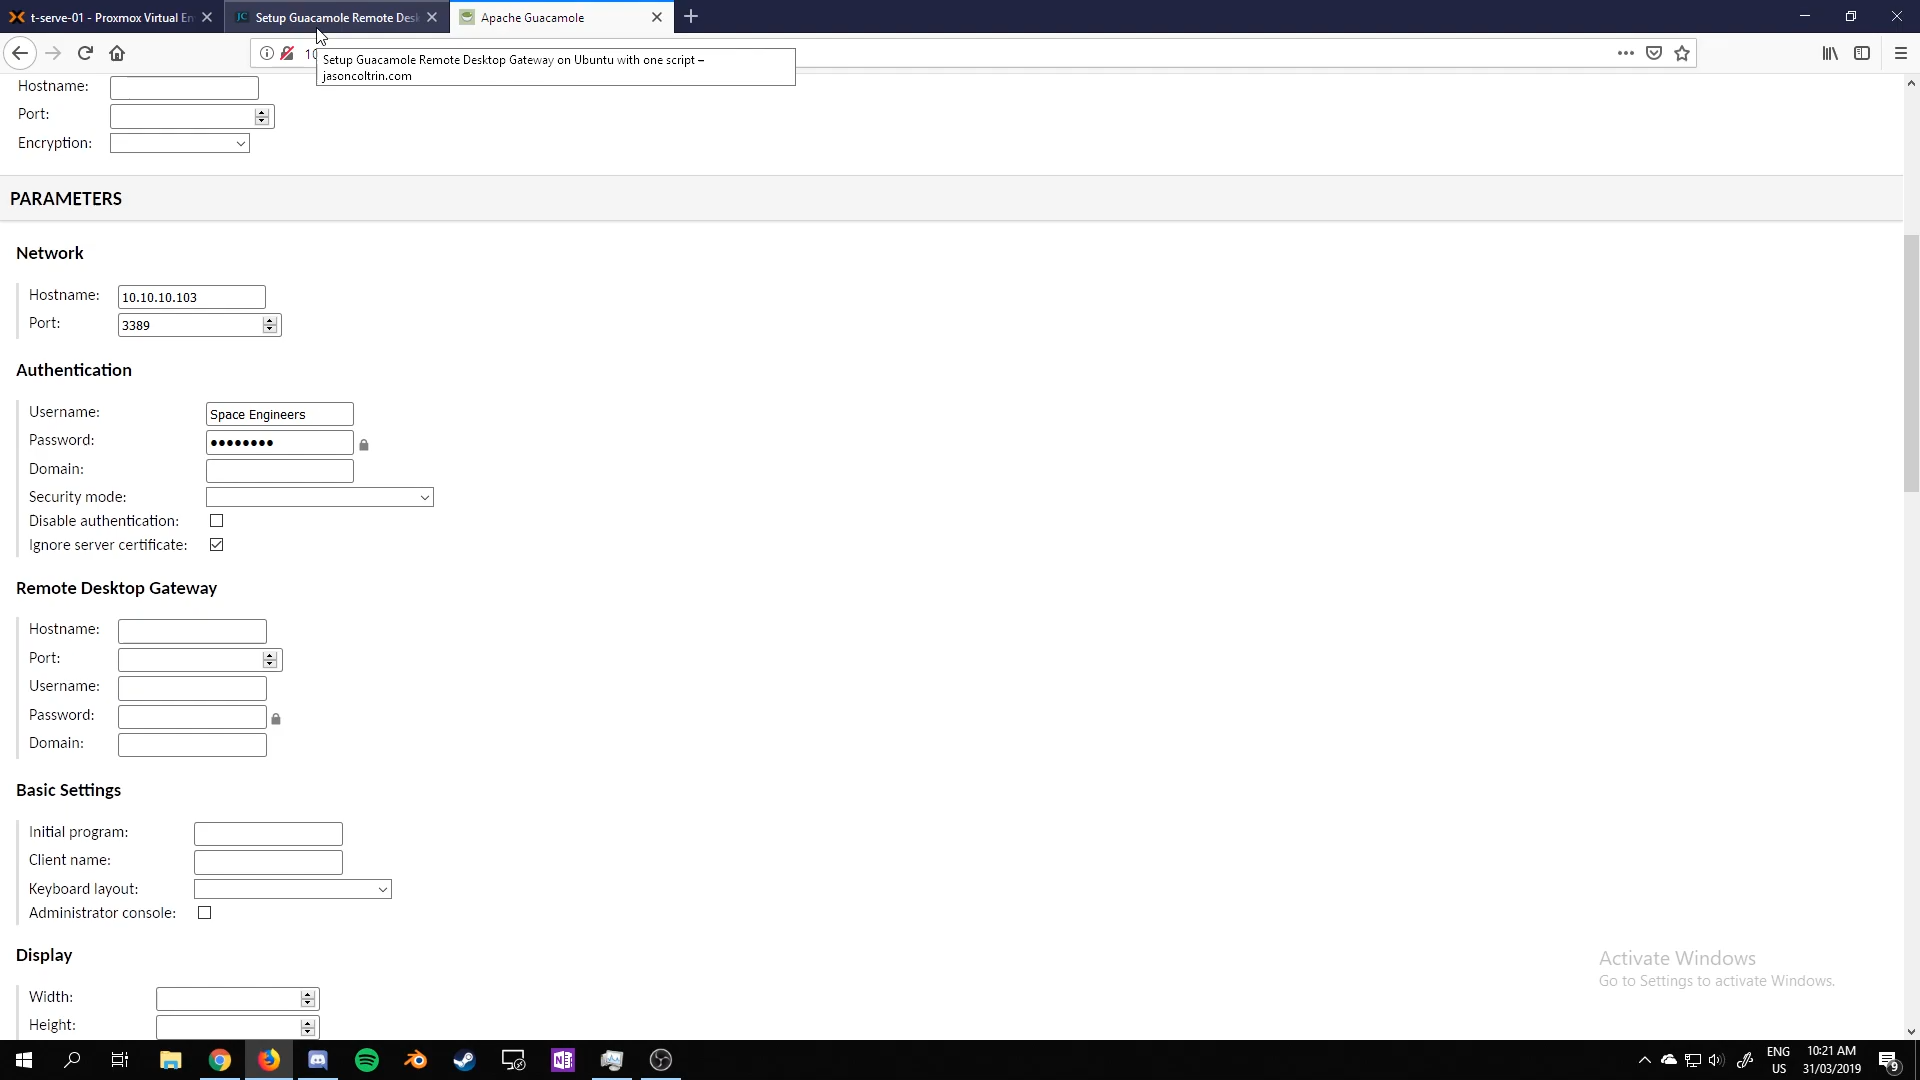 t-serve-01 - Proxmox Virtual En
Setup Guacamole Remote Desk
Apache Guacamole
Setup Guacamole Remote Desktop Gateway on Ubuntu with one script –
jasoncoltrin.com
Hostname:
Port:
Encryption:
PARAMETERS
Network
Hostname: 10.10.10.103
Port: 3389
Authentication
Username: Space Engineers
Password: ••••••••
Domain:
Security mode:
Disable authentication:
Ignore server certificate:
Remote Desktop Gateway
Hostname:
Port:
Username:
Password:
Domain:
Basic Settings
Initial program:
Client name:
Keyboard layout:
Administrator console:
Display
Width:
Height:
Activate Windows
Go to Settings to activate Windows.
ENG
US
10:21 AM
31/03/2019
9